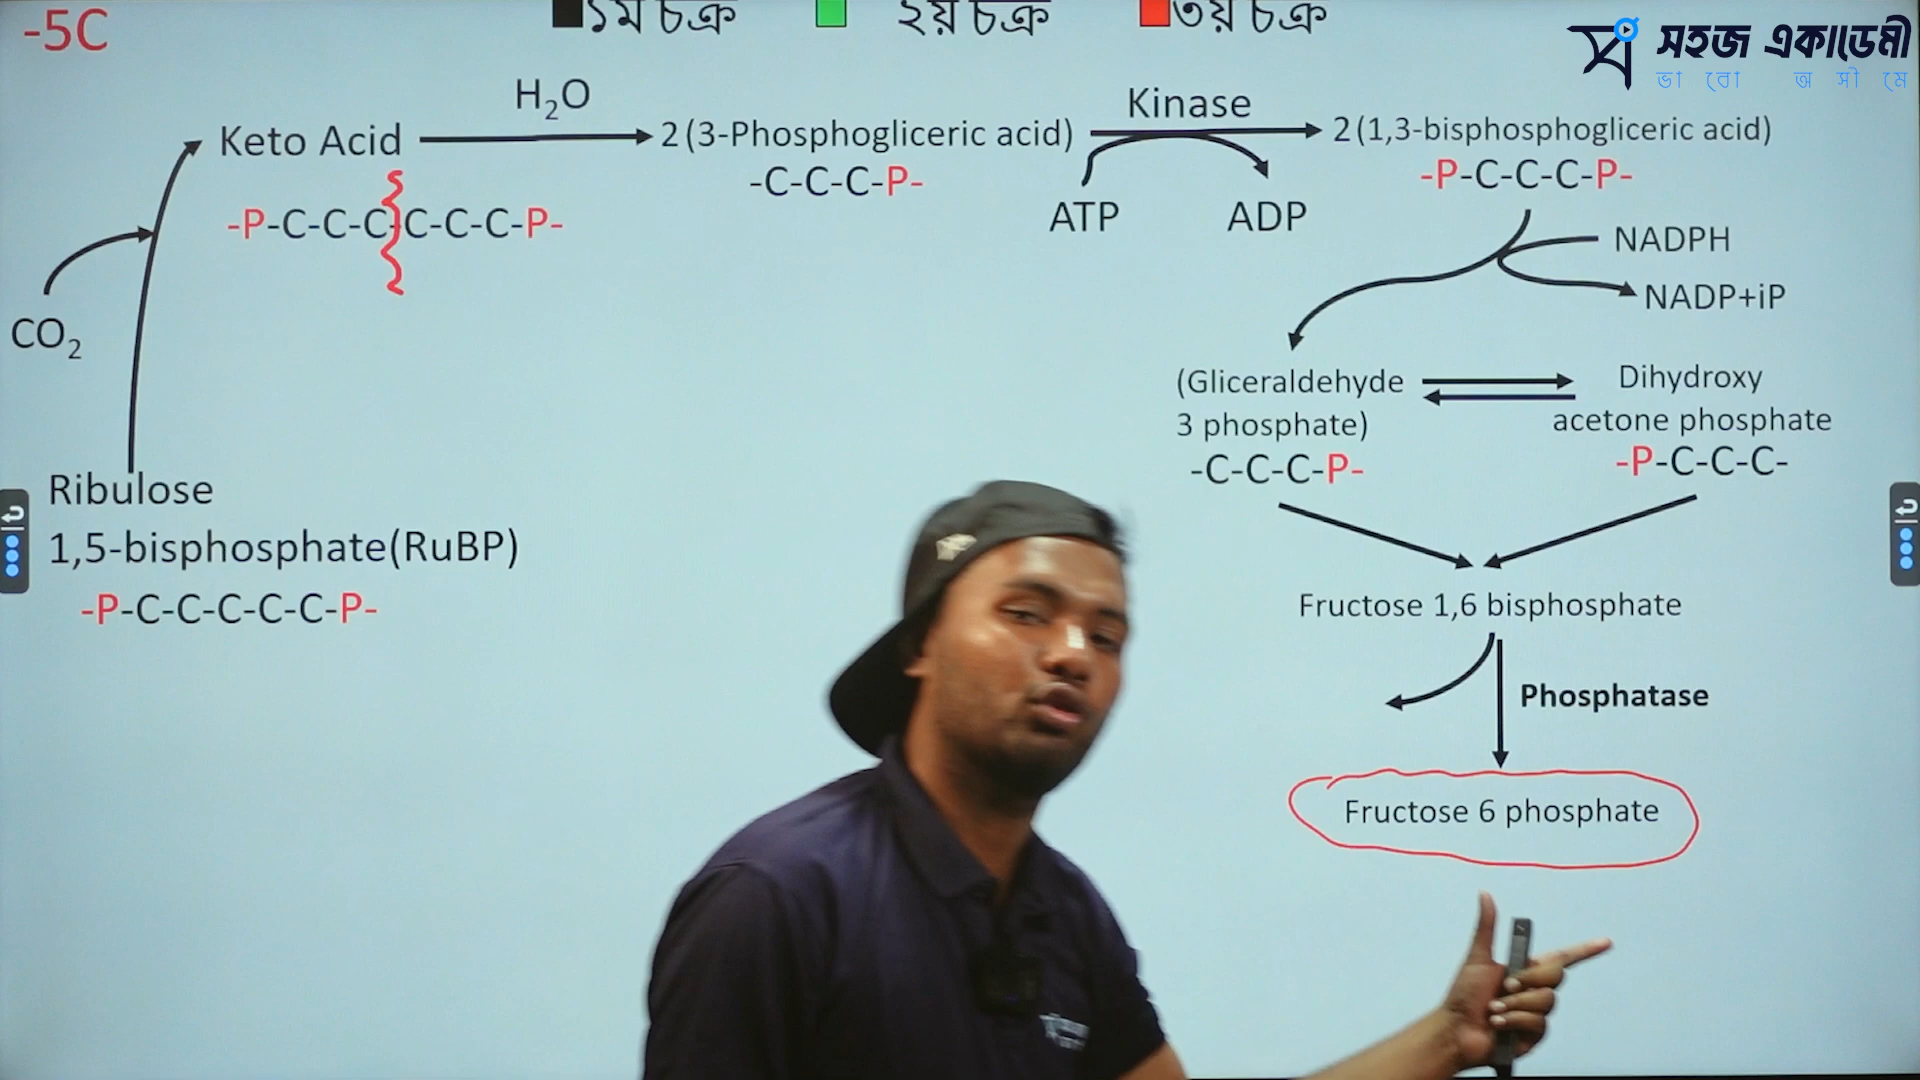 -5C
১ম চক্র
২য় চক্র
৩য় চক্র
সহজ একাডেমী
ভা বো অ সী মে
H2O
Keto Acid
-P-C-C-C-C-C-C-P-
2(3-Phosphogliceric acid)
-C-C-C-P-
Kinase
ATP
ADP
2(1,3-bisphosphogliceric acid)
-P-C-C-C-P-
NADPH
NADP+iP
CO2
(Gliceraldehyde
3 phosphate)
-C-C-C-P-
Dihydroxy
acetone phosphate
-P-C-C-C-
Ribulose
1,5-bisphosphate(RuBP)
-P-C-C-C-C-C-P-
Fructose 1,6 bisphosphate
Phosphatase
Fructose 6 phosphate